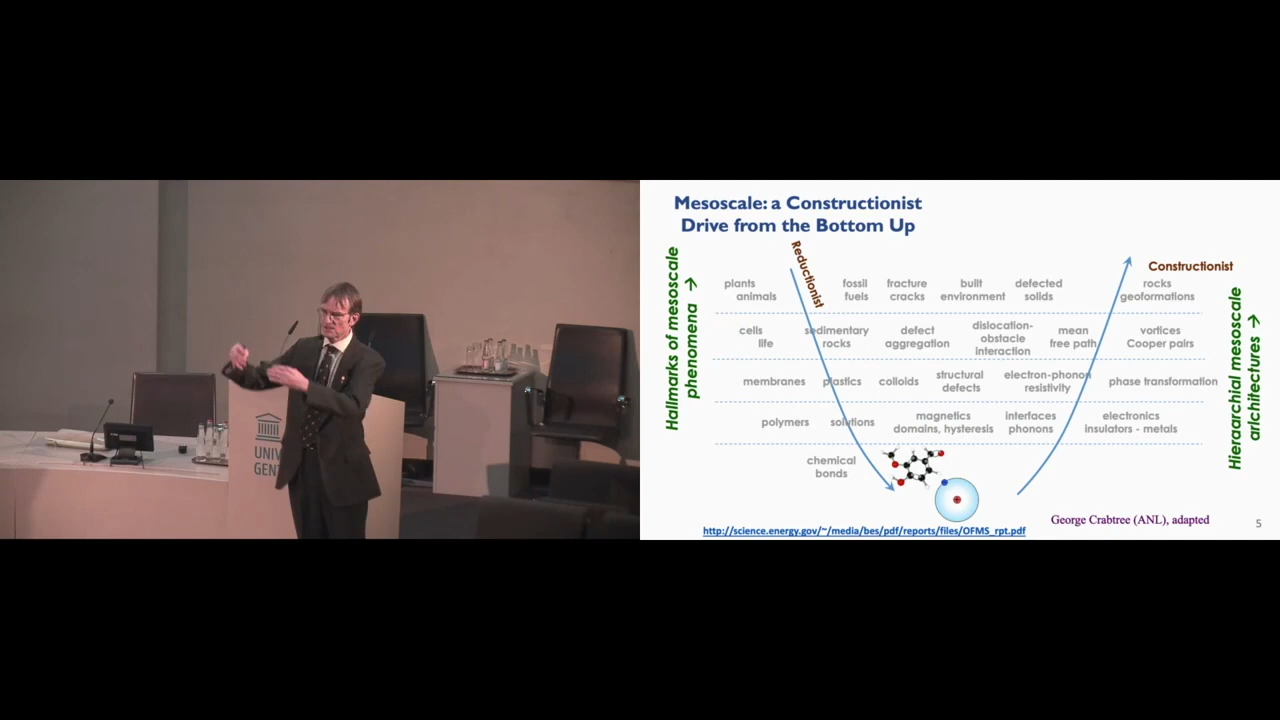 Mesoscale: a Constructionist
Drive from the Bottom Up
Hallmarks of mesoscale
phenomena →
Reductionist
Constructionist
Hieraarchial mesoscale
arichitectures →
plants
animals
fossil
fuels
fracture
cracks
built
environment
defected
solids
rocks
geoformations
cells
life
sedimentary
rocks
defect
aggregation
dislocation-
obstacle
interaction
mean
free path
vortices
Cooper pairs
membranes
plastics
colloids
structural
defects
electron-phonon
resistivity
phase transformation
polymers
solutions
magnetics
domains, hysteresis
interfaces
phonons
electronics
insulators - metals
chemical
bonds
George Crabtree (ANL), adapted
5
http://science.energy.gov/~/media/bes/pdf/reports/files/OFMS_rpt.pdf